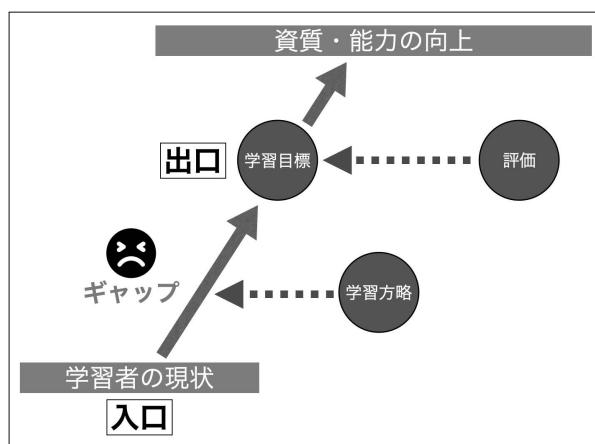 資質・能力の向上
出口
学習目標
評価
ギャップ
学習方略
学習者の現状
入口